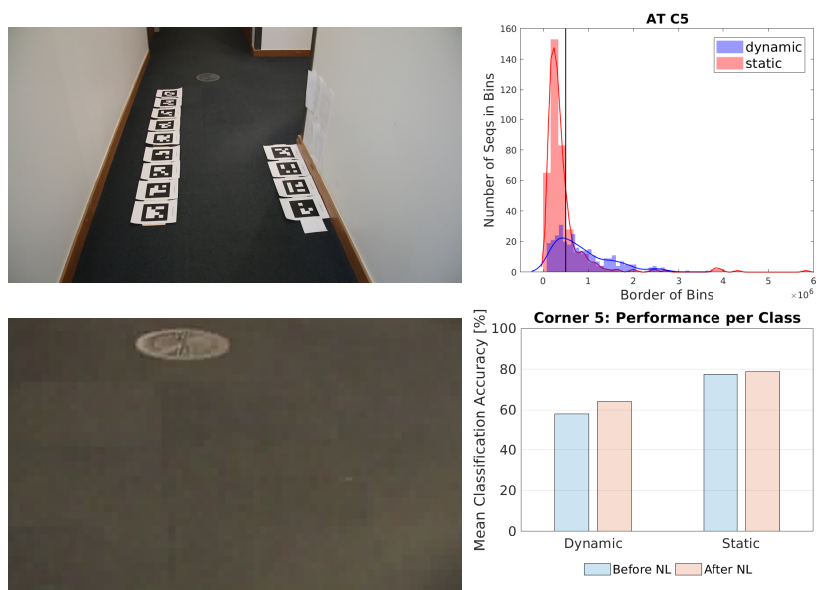 AT C5
Number of Seqs in Bins
160
140
120
100
80
60
40
20
0
dynamic
static
0 1 2 3 4 5 6
Border of Bins
×10⁶
Corner 5: Performance per Class
Mean Classification Accuracy [%]
100
80
60
40
20
0
Dynamic Static
Before NL After NL